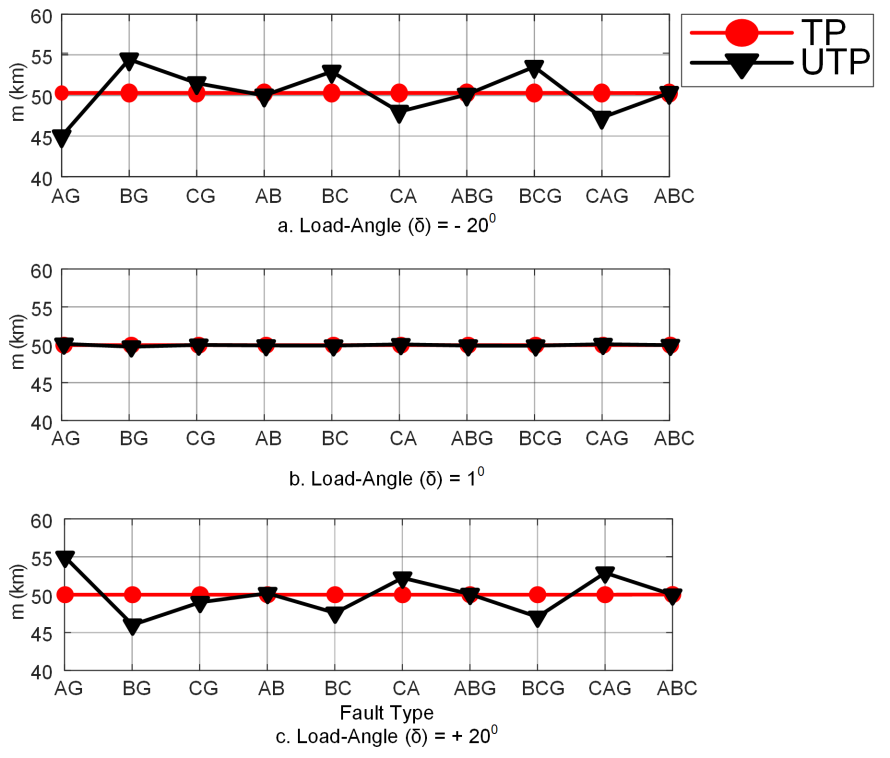 TP
UTP
m (km)
60
55
50
45
40
AG BG CG AB BC CA ABG BCG CAG ABC
a. Load-Angle (δ) = - 20⁰
m (km)
60
55
50
45
40
AG BG CG AB BC CA ABG BCG CAG ABC
b. Load-Angle (δ) = 1⁰
m (km)
60
55
50
45
40
AG BG CG AB BC CA ABG BCG CAG ABC
Fault Type
c. Load-Angle (δ) = + 20⁰